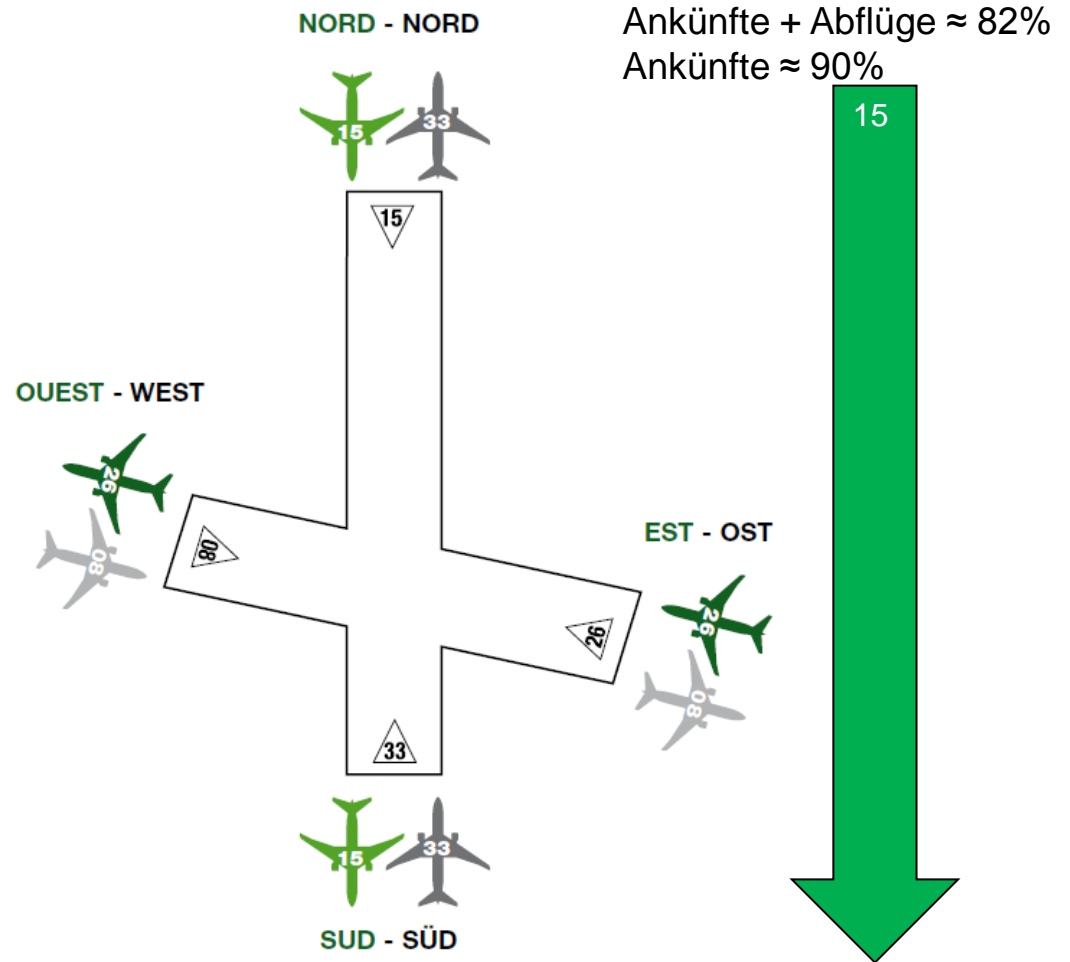 NORD - NORD
Ankünfte + Abflüge ≈ 82%
Ankünfte ≈ 90%
15
15
33
15
OUEST - WEST
26
08
08
EST - OST
26
26
08
33
15
33
SUD - SÜD